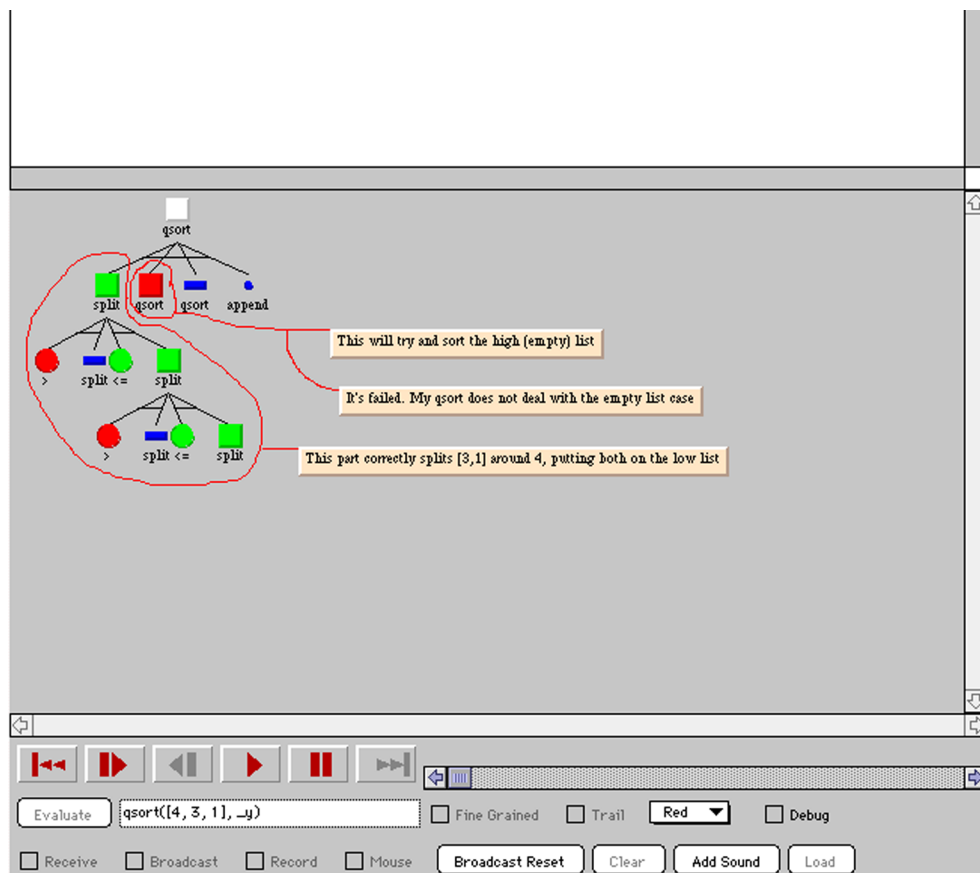 qsort
split qsort qsort append
This will try and sort the high (empty) list
> split <= split
It's failed. My qsort does not deal with the empty list case
> split <= split
This part correctly splits [3,1] around 4, putting both on the low list
Evaluate qsort([4, 3, 1], _y) Fine Grained Trail Red Debug
Receive Broadcast Record Mouse Broadcast Reset Clear Add Sound Load